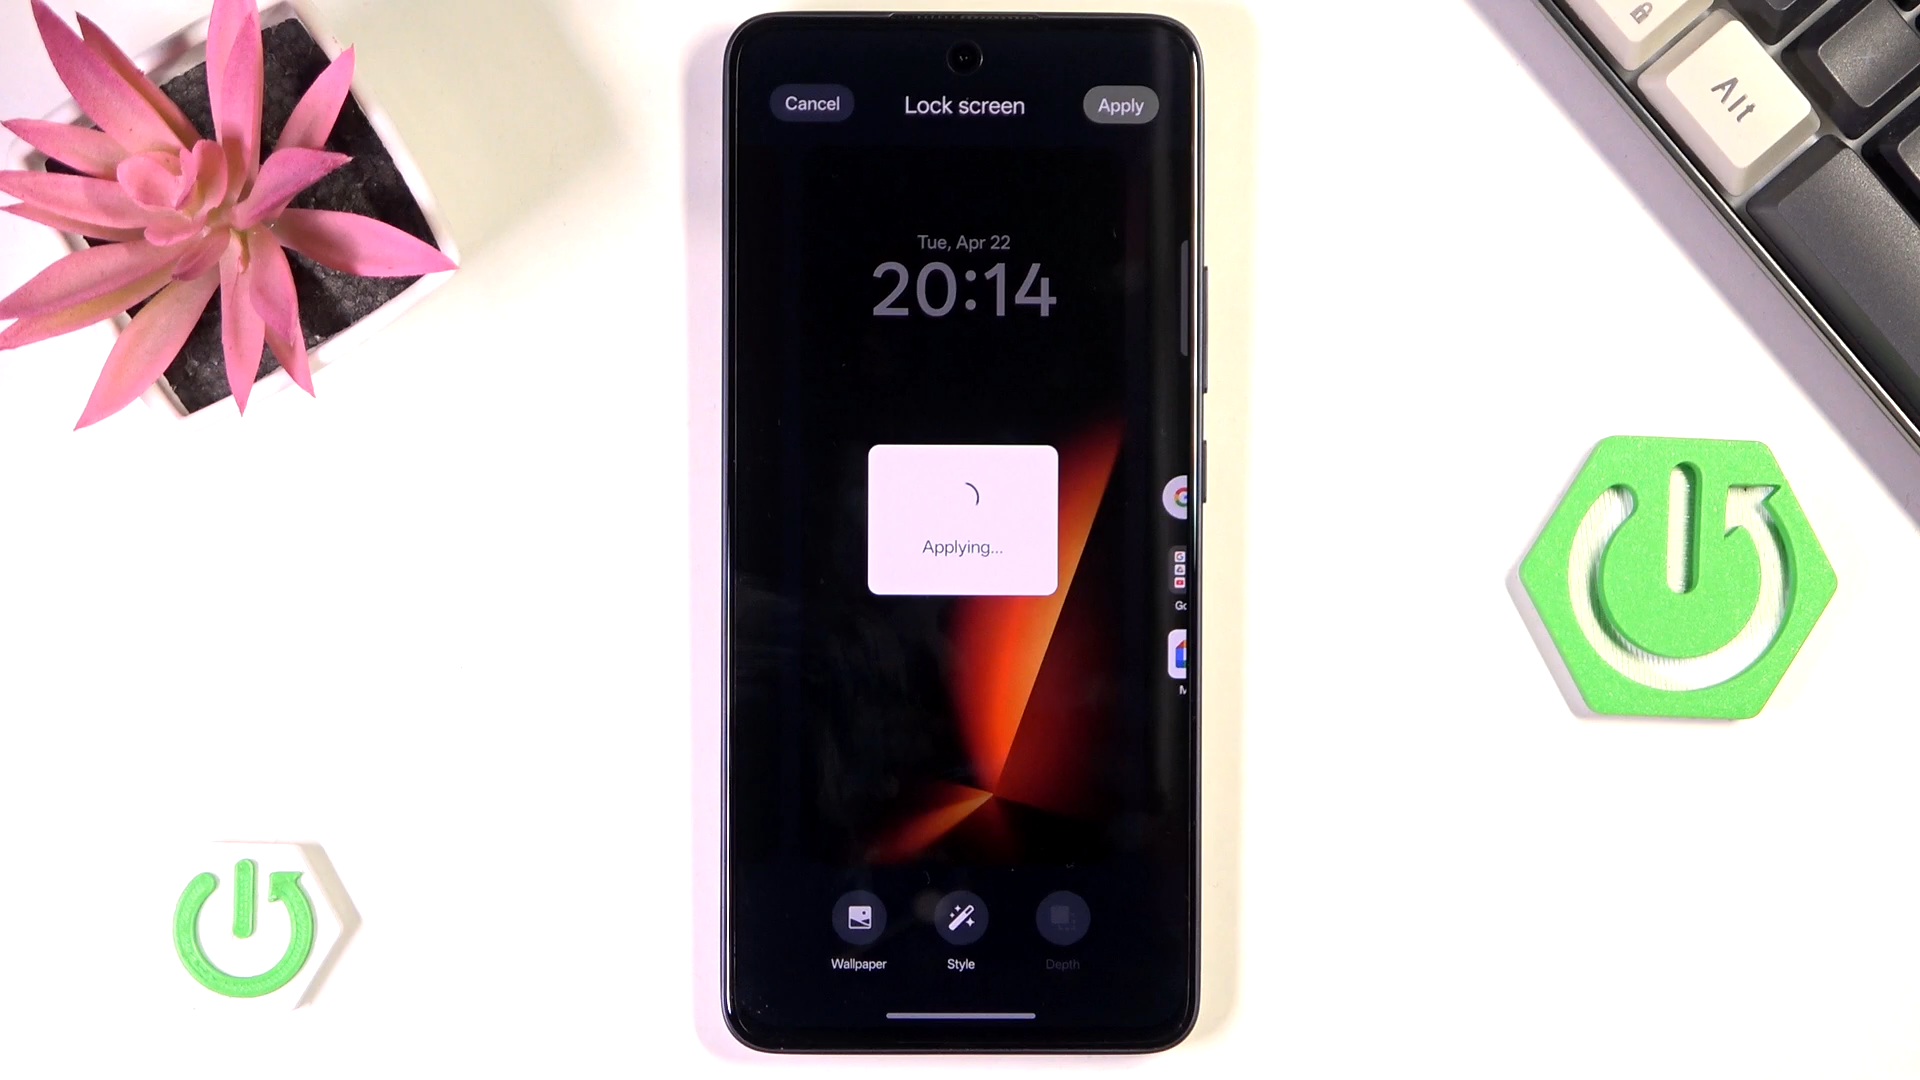 Cancel
Lock screen
Apply
Tue, Apr 22
20:14
Applying...
Wallpaper
Style
Depth
Alt